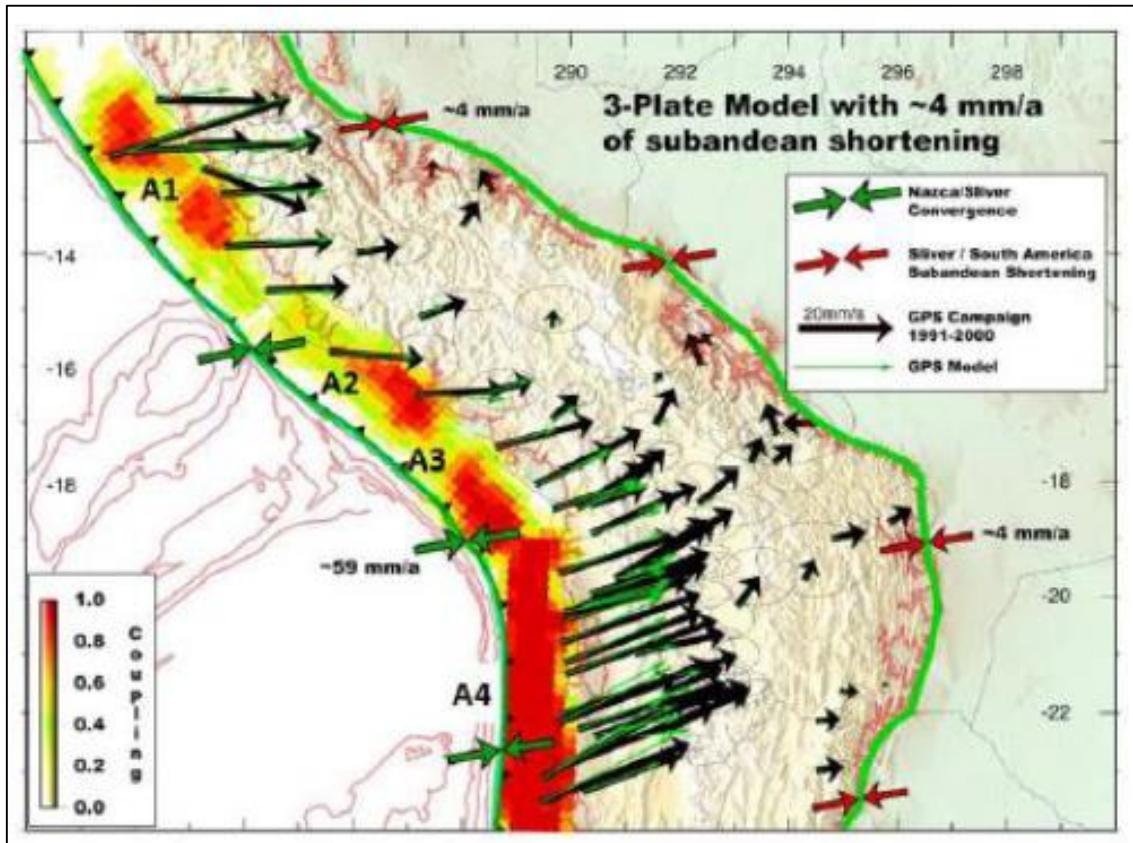 290 292 294 296 298
~4 mm/a
3-Plate Model with ~4 mm/a
of subandean shortening
Nazca/Sliver
Convergence
Sliver / South America
Subandean Shortening
20mm/a
GPS Campaign
1991-2000
GPS Model
A1
-14
A2
-16
A3
-18
-18
~59 mm/a
~4 mm/a
-20
A4
-22
1.0
0.8
0.6
0.4
0.2
0.0
Coupling